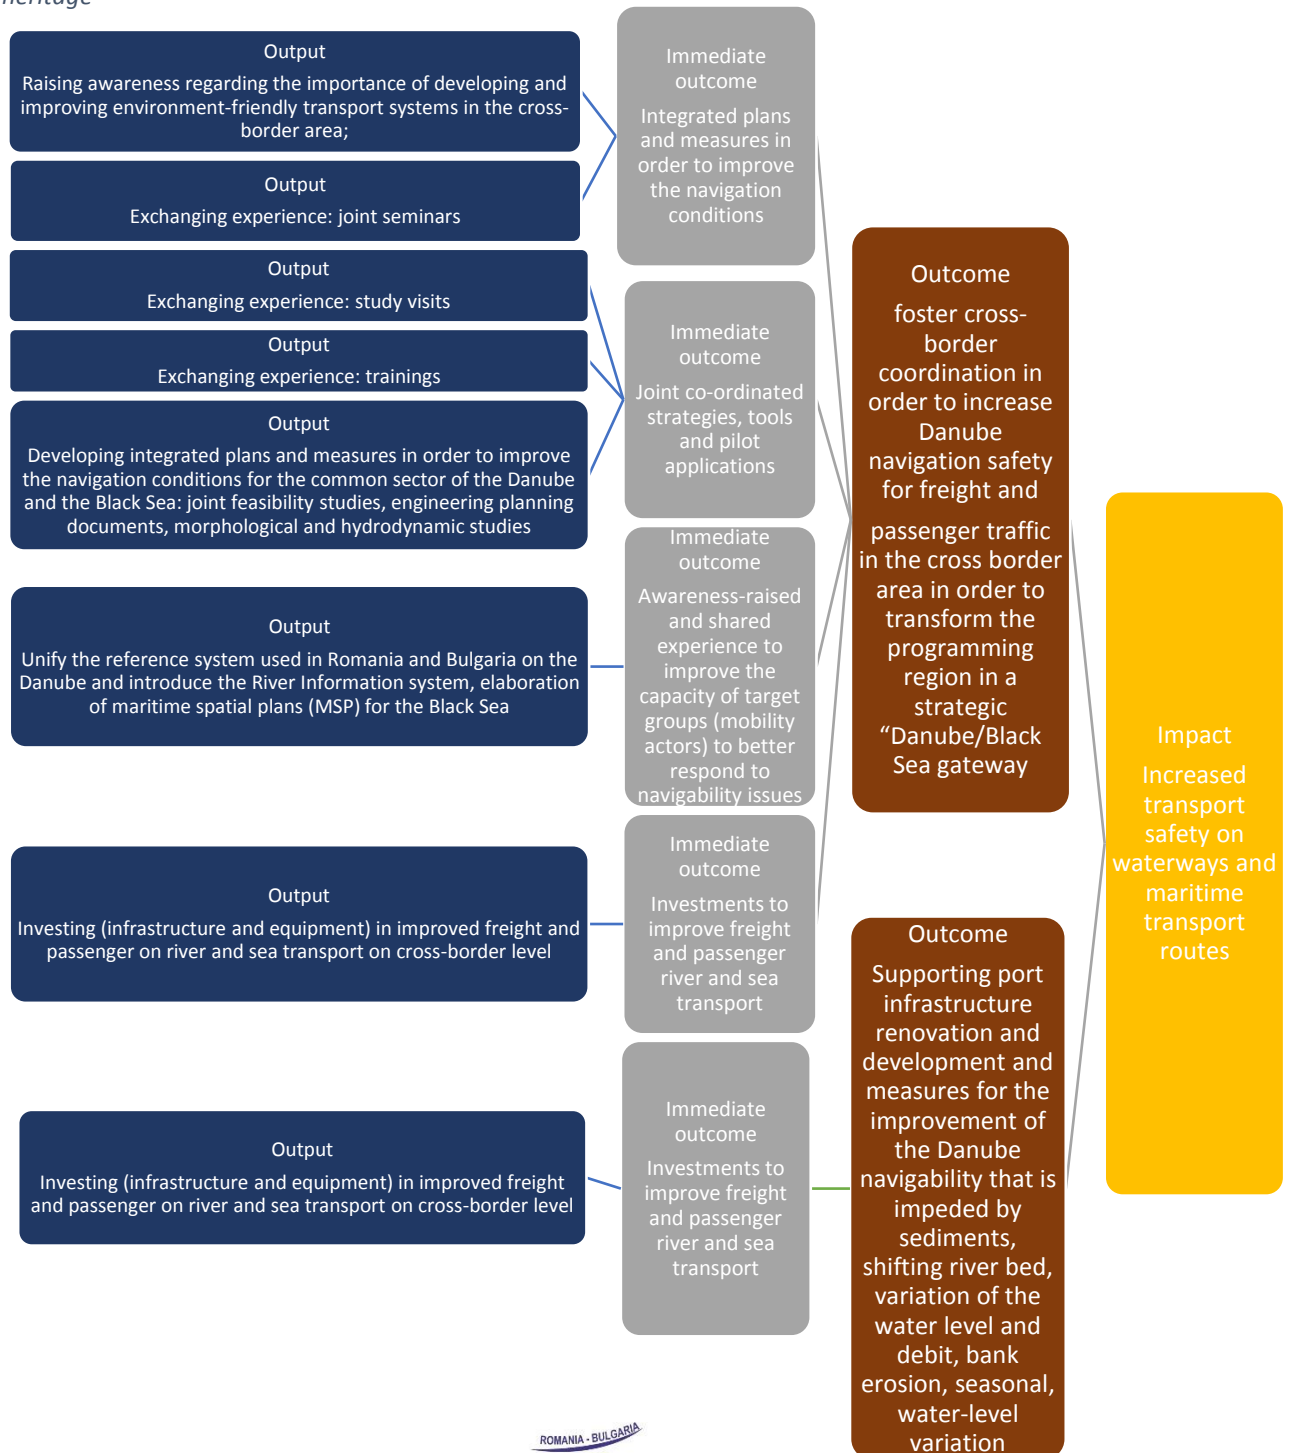 heritage
Output
Raising awareness regarding the importance of developing and
improving environment-friendly transport systems in the cross-
border area;
Output
Exchanging experience: joint seminars
Output
Exchanging experience: study visits
Output
Exchanging experience: trainings
Output
Developing integrated plans and measures in order to improve
the navigation conditions for the common sector of the Danube
and the Black Sea: joint feasibility studies, engineering planning
documents, morphological and hydrodynamic studies
Output
Unify the reference system used in Romania and Bulgaria on the
Danube and introduce the River Information system, elaboration
of maritime spatial plans (MSP) for the Black Sea
Output
Investing (infrastructure and equipment) in improved freight and
passenger on river and sea transport on cross-border level
Output
Investing (infrastructure and equipment) in improved freight
and passenger on river and sea transport on cross-border level
Immediate
outcome
Integrated plans
and measures in
order to improve
the navigation
conditions
Immediate
outcome
Joint co-ordinated
strategies, tools
and pilot
applications
Immediate
outcome
Awareness-raised
and shared
experience to
improve the
capacity of target
groups (mobility
actors) to better
respond to
navigability issues
Immediate
outcome
Investments to
improve freight
and passenger
river and sea
transport
Immediate
outcome
Investments to
improve freight
and passenger
river and sea
transport
Outcome
foster cross-
border
coordination in
order to increase
Danube
navigation safety
for freight and
passenger traffic
in the cross border
area in order to
transform the
programming
region in a
strategic
“Danube/Black
Sea gateway
Outcome
Supporting port
infrastructure
renovation and
development and
measures for the
improvement of
the Danube
navigability that is
impeded by
sediments,
shifting river bed,
variation of the
water level and
debit, bank
erosion, seasonal,
water-level
variation
Impact
Increased
transport
safety on
waterways and
maritime
transport
routes
ROMANIA - BULGARIA